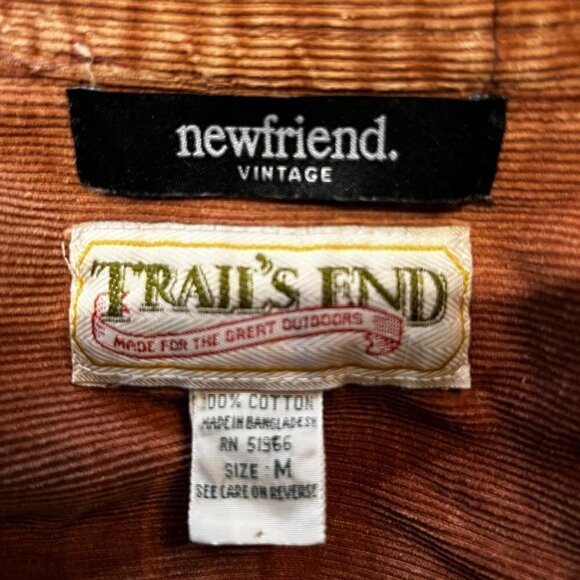 newfriend.
VINTAGE
TRAIL'S END
MADE FOR THE GREAT OUTDOORS
100% COTTON
MADE IN BANGLADESH
RN 51966
SIZE: M
SEE CARE ON REVERSE